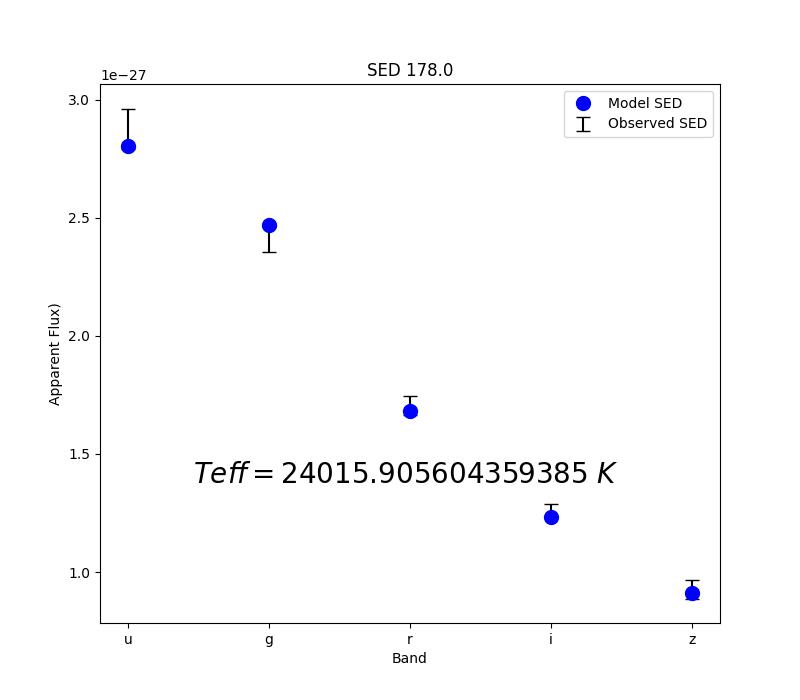 SED 178.0
1e−27
Model SED
Observed SED
3.0
2.5
2.0
1.5
1.0
Apparent Flux)
Teff = 24015.905604359385 K
u g r i z
Band